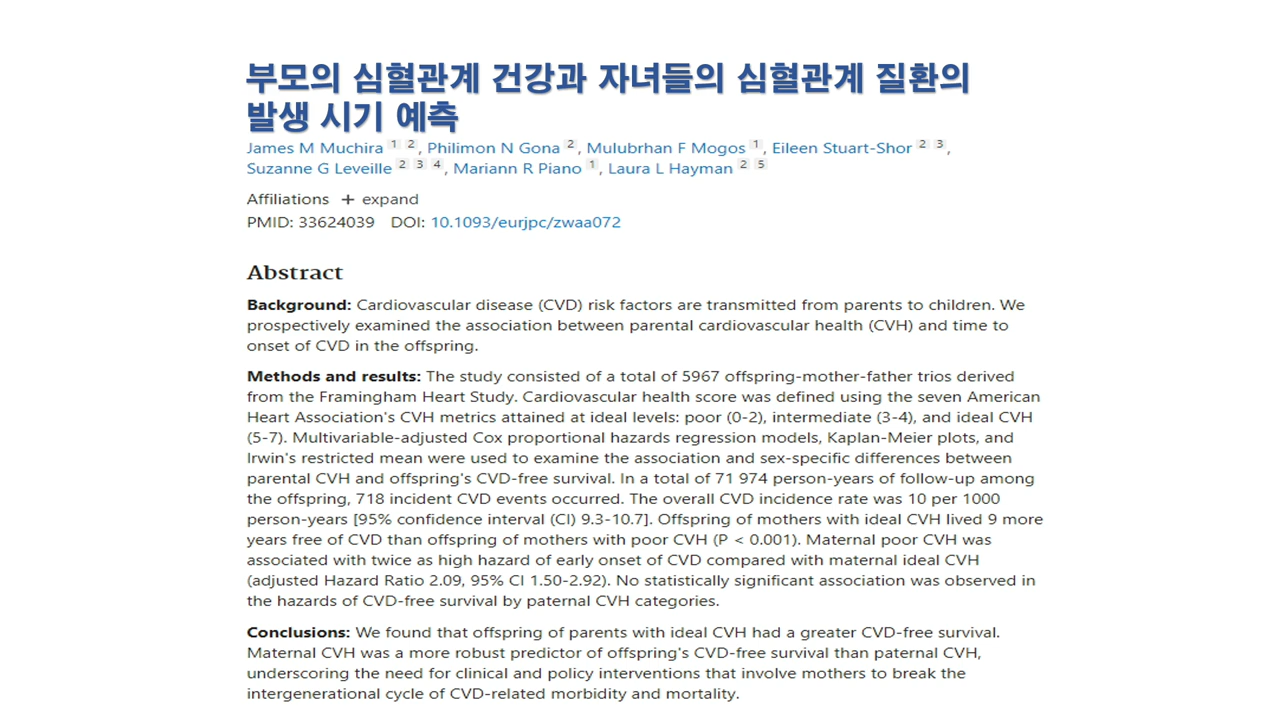 부모의 심혈관계 건강과 자녀들의 심혈관계 질환의
발생 시기 예측
James M Muchira 1 2, Philimon N Gona 2, Mulubrhan F Mogos 1, Eileen Stuart-Shor 2 3,
Suzanne G Leveille 2 3 4, Mariann R Piano 1, Laura L Hayman 2 5
Affiliations + expand
PMID: 33624039 DOI: 10.1093/eurjpc/zwaa072
Abstract
Background: Cardiovascular disease (CVD) risk factors are transmitted from parents to children. We
prospectively examined the association between parental cardiovascular health (CVH) and time to
onset of CVD in the offspring.
Methods and results: The study consisted of a total of 5967 offspring-mother-father trios derived
from the Framingham Heart Study. Cardiovascular health score was defined using the seven American
Heart Association's CVH metrics attained at ideal levels: poor (0-2), intermediate (3-4), and ideal CVH
(5-7). Multivariable-adjusted Cox proportional hazards regression models, Kaplan-Meier plots, and
Irwin's restricted mean were used to examine the association and sex-specific differences between
parental CVH and offspring's CVD-free survival. In a total of 71 974 person-years of follow-up among
the offspring, 718 incident CVD events occurred. The overall CVD incidence rate was 10 per 1000
person-years [95% confidence interval (CI) 9.3-10.7]. Offspring of mothers with ideal CVH lived 9 more
years free of CVD than offspring of mothers with poor CVH (P < 0.001). Maternal poor CVH was
associated with twice as high hazard of early onset of CVD compared with maternal ideal CVH
(adjusted Hazard Ratio 2.09, 95% CI 1.50-2.92). No statistically significant association was observed in
the hazards of CVD-free survival by paternal CVH categories.
Conclusions: We found that offspring of parents with ideal CVH had a greater CVD-free survival.
Maternal CVH was a more robust predictor of offspring's CVD-free survival than paternal CVH,
underscoring the need for clinical and policy interventions that involve mothers to break the
intergenerational cycle of CVD-related morbidity and mortality.